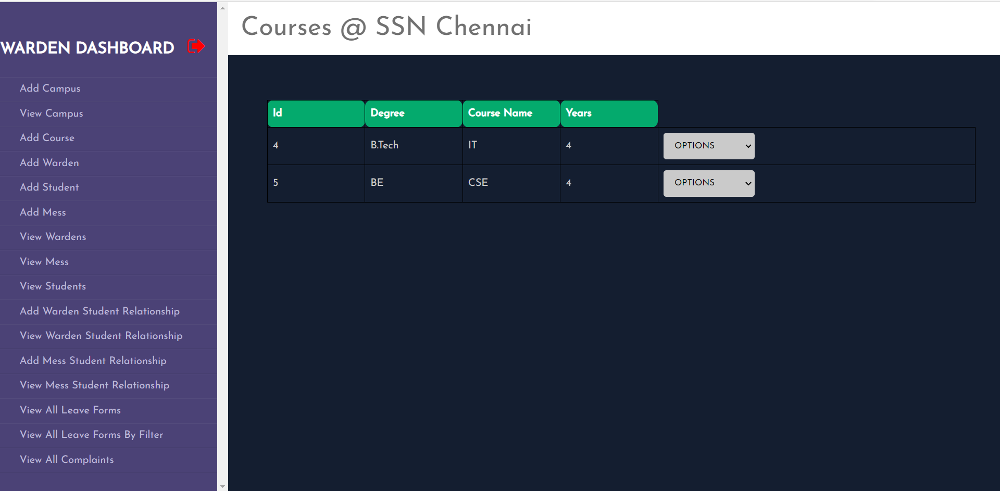 WARDEN DASHBOARD
Add Campus
View Campus
Add Course
Add Warden
Add Student
Add Mess
View Wardens
View Mess
View Students
Add Warden Student Relationship
View Warden Student Relationship
Add Mess Student Relationship
View Mess Student Relationship
View All Leave Forms
View All Leave Forms By Filter
View All Complaints
Courses @ SSN Chennai
Id Degree Course Name Years
4 B.Tech IT 4 OPTIONS
5 BE CSE 4 OPTIONS